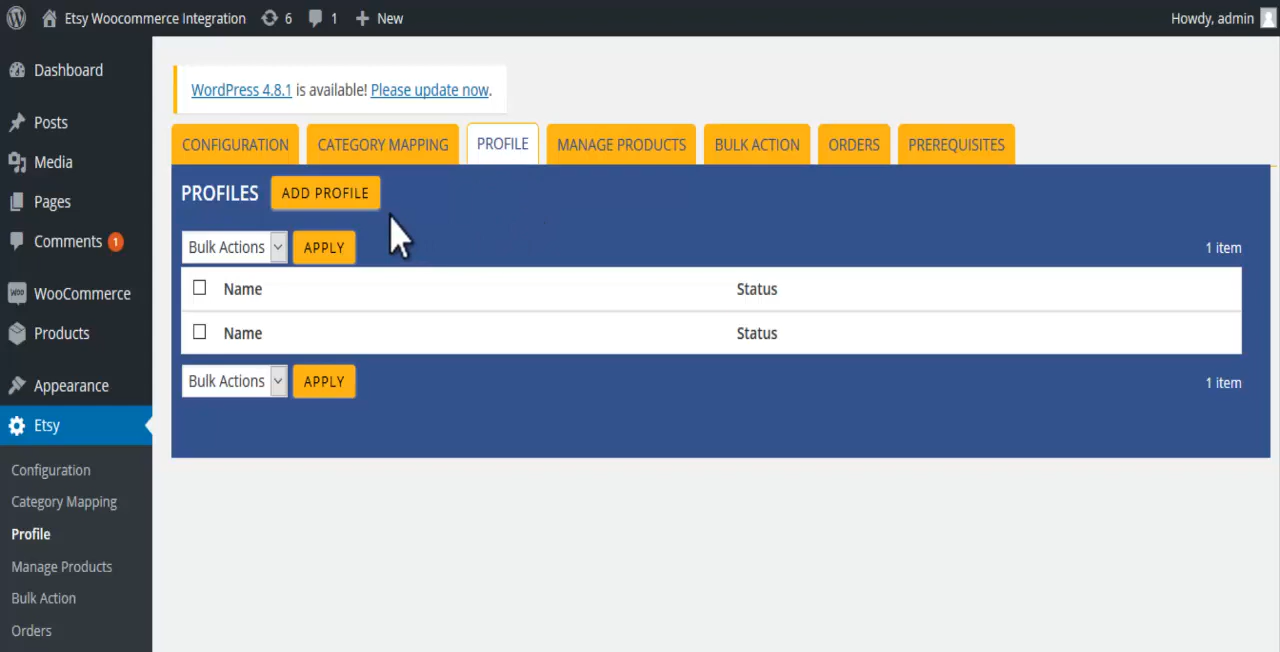 Etsy Woocommerce Integration 6 1 New Howdy, admin
Dashboard
Posts
Media
Pages
Comments 1
WooCommerce
Products
Appearance
Etsy
Configuration
Category Mapping
Profile
Manage Products
Bulk Action
Orders
WordPress 4.8.1 is available! Please update now.
CONFIGURATION CATEGORY MAPPING PROFILE MANAGE PRODUCTS BULK ACTION ORDERS PREREQUISITES
PROFILES ADD PROFILE
Bulk Actions APPLY 1 item
Name Status
Name Status
Bulk Actions APPLY 1 item